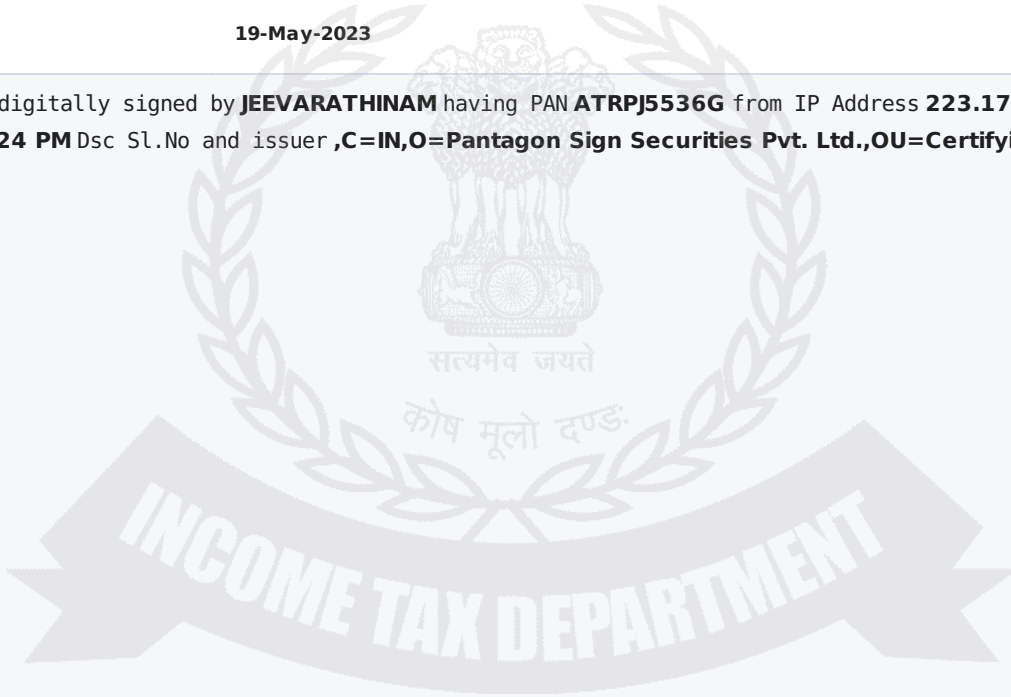 19-May-2023
digitally signed by JEEVARATHINAM having PAN ATRPJ5536G from IP Address 223.17
24 PM Dsc Sl.No and issuer ,C=IN,O=Pantagon Sign Securities Pvt. Ltd.,OU=Certifyi
सत्यमेव जयते
कोष मूलो दण्ड:
INCOME TAX DEPARTMENT